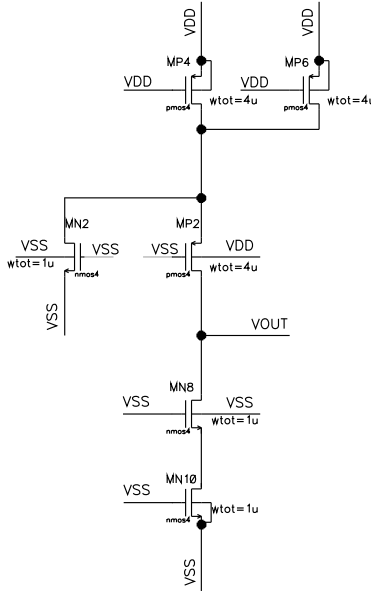 VDD VDD
MP4 MP6
VDD VDD
wtot=4u wtot=4u
pmos4 pmos4
MN2 MP2
VSS VSS VSS VDD
wtot=1u wtot=4u
nmos4 pmos4
VSS
VOUT
MN8
VSS VSS
wtot=1u
nmos4
MN10
VSS
wtot=1u
nmos4
VSS